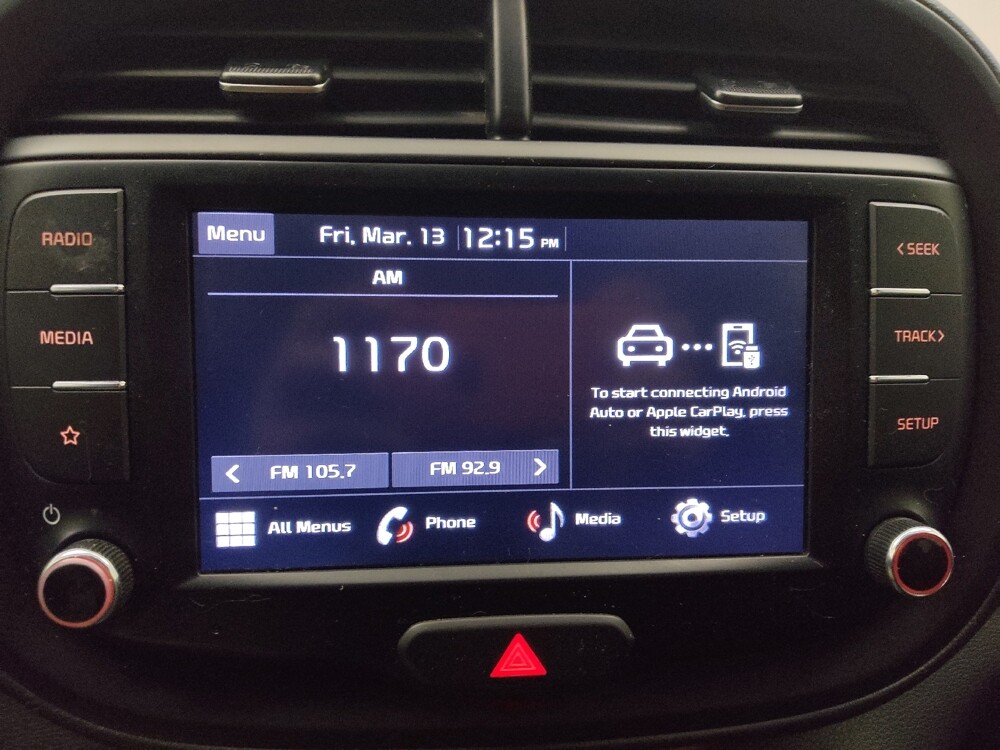 RADIO
MEDIA
Menu Fri, Mar. 13 12:15 PM
AM
1170
< FM 105.7 FM 92.9 >
To start connecting Android
Auto or Apple CarPlay, press
this widget.
All Menus Phone Media Setup
<SEEK
TRACK>
SETUP